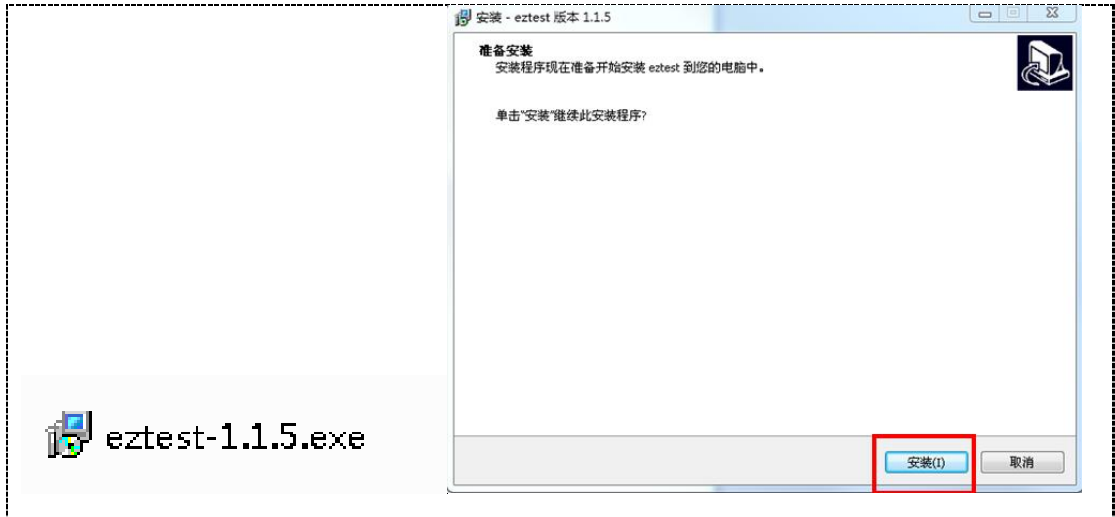 安装 - eztest 版本 1.1.5
准备安装
安装程序现在准备开始安装 eztest 到您的电脑中。
单击"安装"继续此安装程序?
eztest-1.1.5.exe
安装(I)
取消